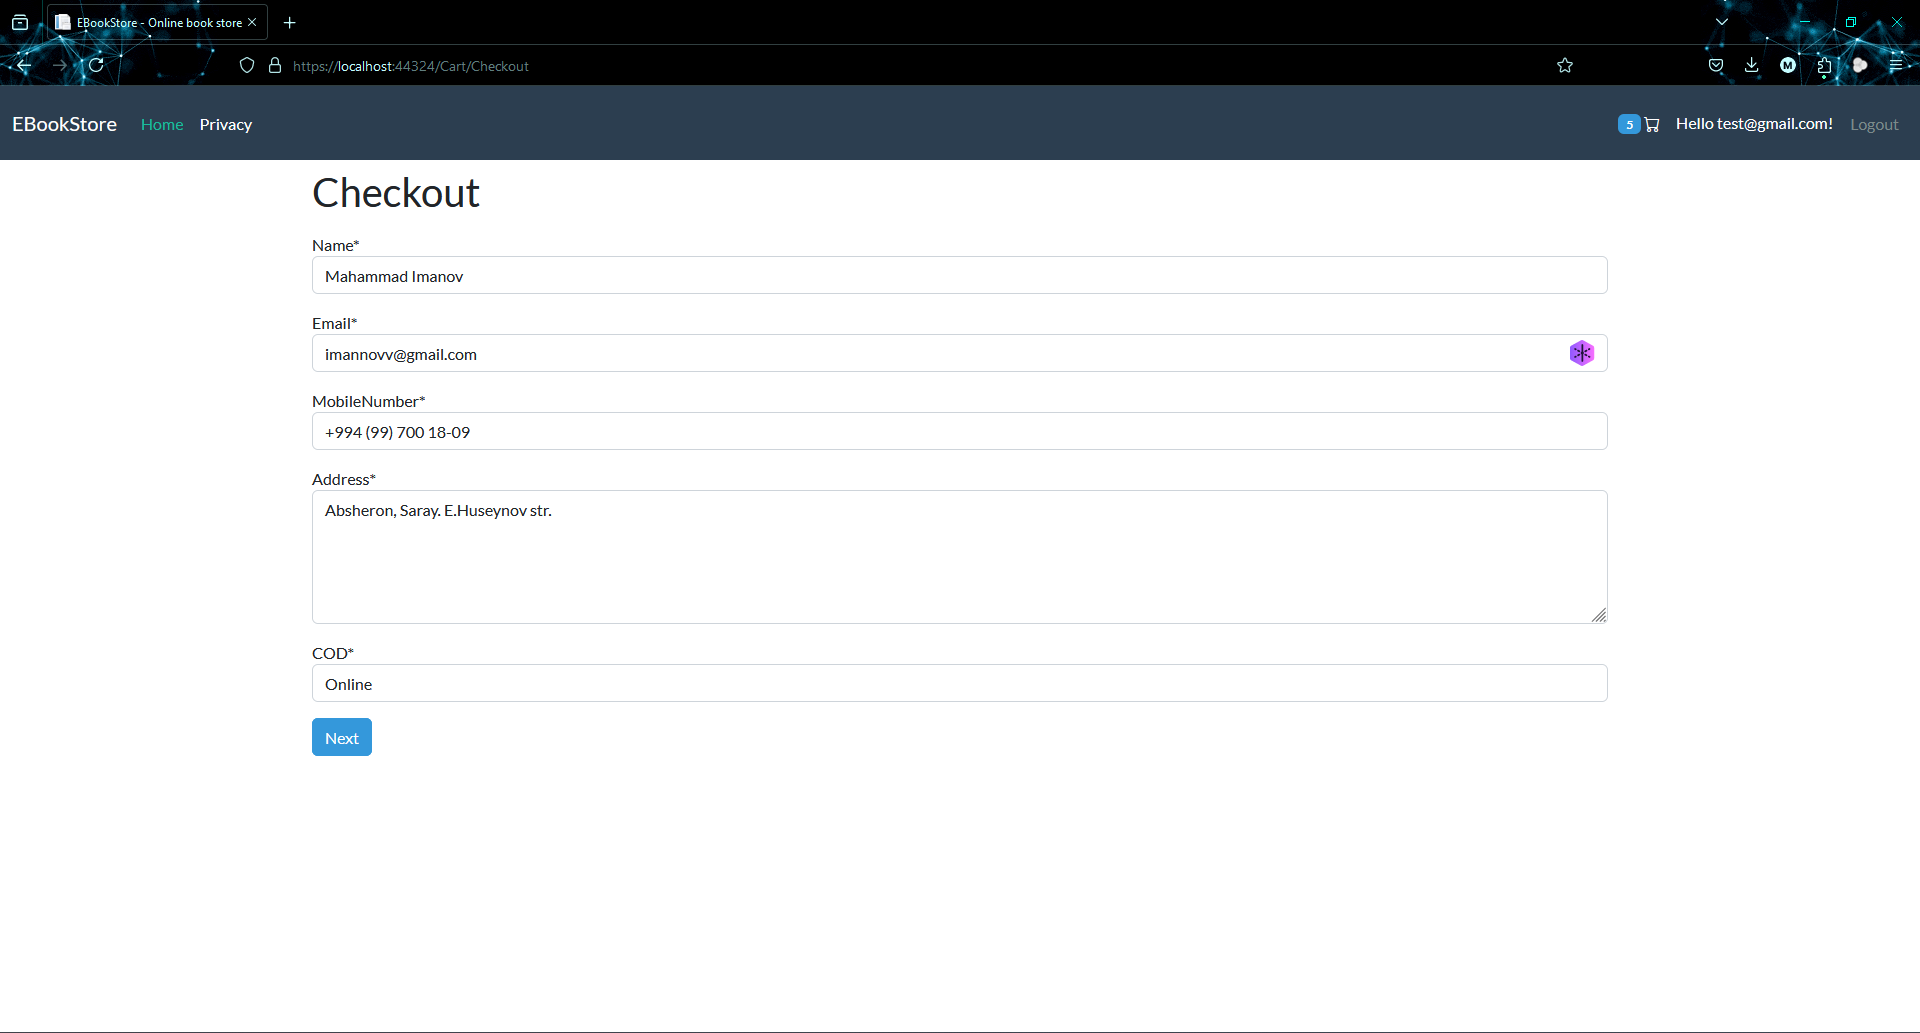 EBookStore - Online book store
https://localhost:44324/Cart/Checkout
M
EBookStore Home Privacy 5 Hello test@gmail.com! Logout
Checkout
Name*
Mahammad Imanov
Email*
imannovv@gmail.com
MobileNumber*
+994 (99) 700 18-09
Address*
Absheron, Saray. E.Huseynov str.
COD*
Online
Next